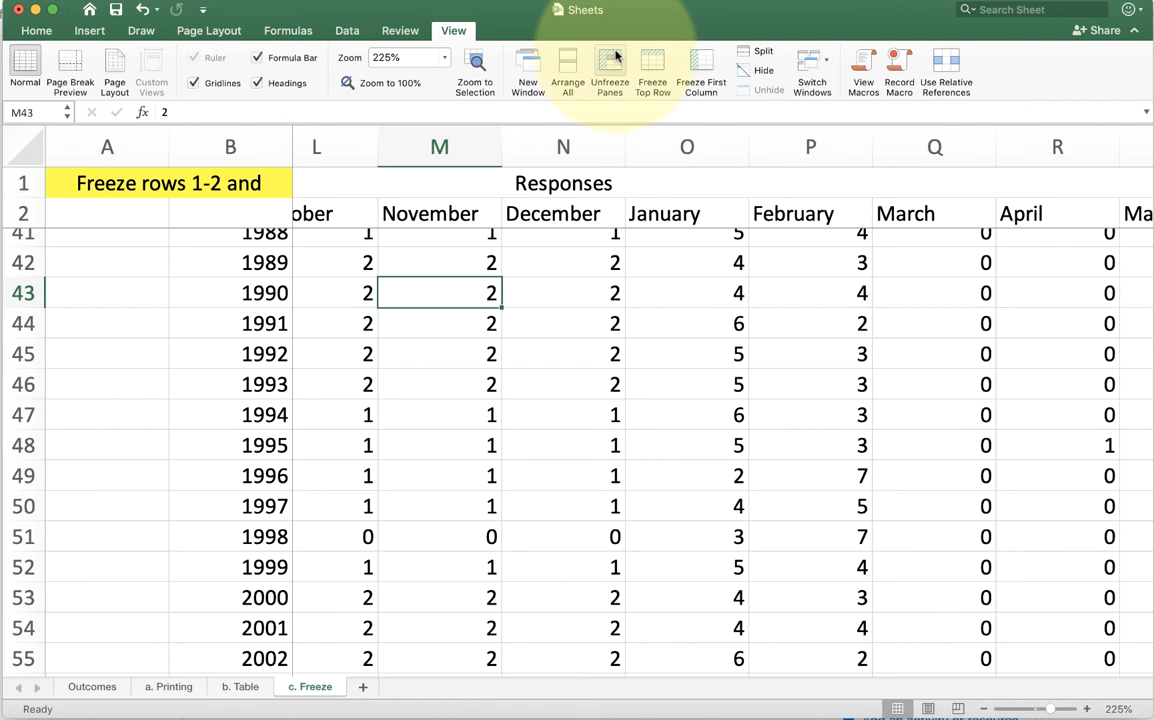 Sheets
Search Sheet
Home Insert Draw Page Layout Formulas Data Review View
Share
Normal
Page Break Preview
Page Layout
Custom Views
Ruler
Formula Bar
Gridlines
Headings
Zoom 225%
Zoom to 100%
Zoom to Selection
New Window
Arrange All
Unfreeze Panes
Freeze Top Row
Freeze First Column
Split
Hide
Unhide
Switch Windows
View Macros
Record Macro
Use Relative References
M43 fx 2
A B L M N O P Q R
1 Freeze rows 1-2 and Responses
2 ober November December January February March April Ma
41 1988 1 1 1 5 4 0 0
42 1989 2 2 2 4 3 0 0
43 1990 2 2 2 4 4 0 0
44 1991 2 2 2 6 2 0 0
45 1992 2 2 2 5 3 0 0
46 1993 2 2 2 5 3 0 0
47 1994 1 1 1 6 3 0 0
48 1995 1 1 1 5 3 0 1
49 1996 1 1 1 2 7 0 0
50 1997 1 1 1 4 5 0 0
51 1998 0 0 0 3 7 0 0
52 1999 1 1 1 5 4 0 0
53 2000 2 2 2 4 3 0 0
54 2001 2 2 2 4 4 0 0
55 2002 2 2 2 6 2 0 0
Outcomes a. Printing b. Table c. Freeze +
Ready 225%